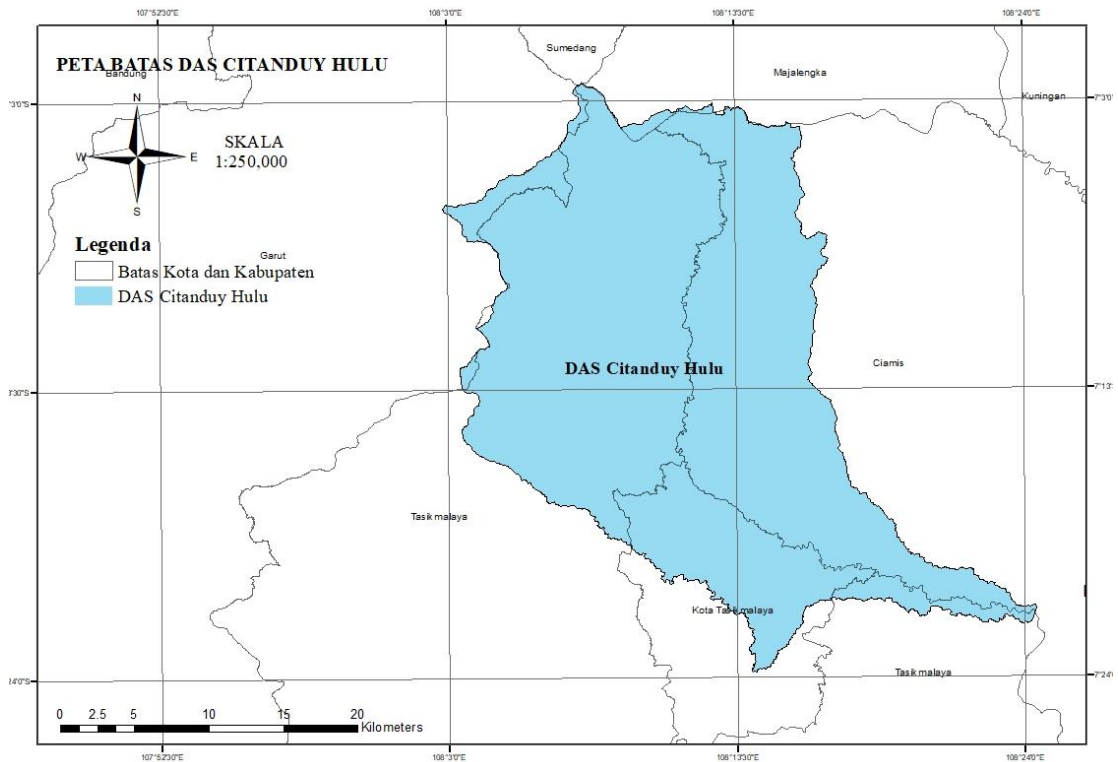 107°52'30"E 108°3'0"E 108°13'30"E 108°24'0"E
Sumedang
PETA BATAS DAS CITANDUY HULU
Bandung
Majalengka
Kuningan
N
W E
S
SKALA
1:250,000
Legenda
Batas Kota dan Kabupaten
DAS Citanduy Hulu
Garut
DAS Citanduy Hulu
Ciamis
Tasikmalaya
Kota Tasikmalaya
Tasikmalaya
0 2.5 5 10 15 20
Kilometers
107°52'30"E 108°3'0"E 108°13'30"E 108°24'0"E